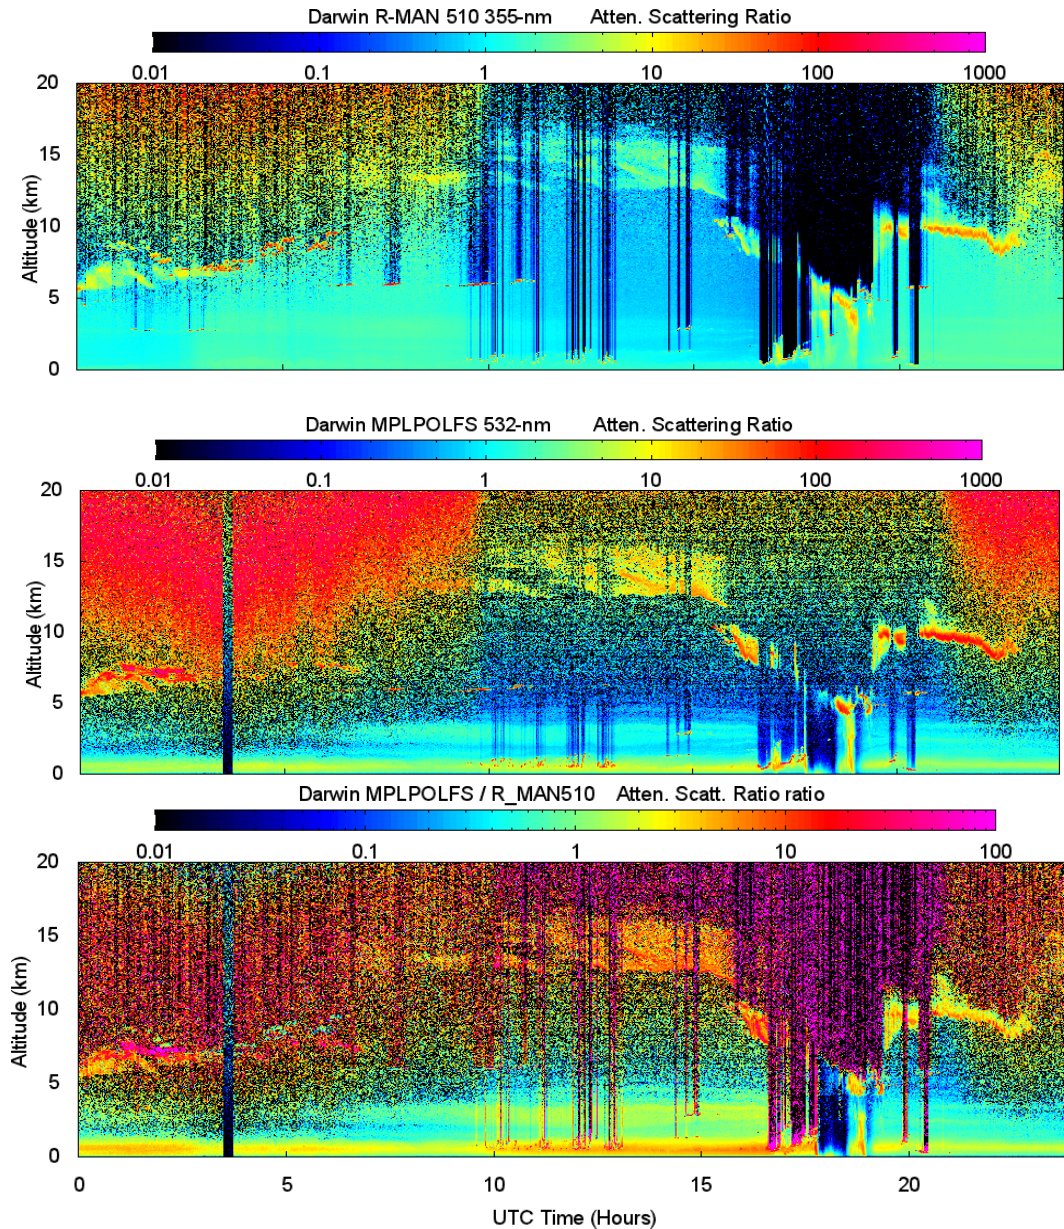 Darwin R-MAN 510 355-nm Atten. Scattering Ratio
0.01 0.1 1 10 100 1000
20
15
10
5
0
Altitude (km)
Darwin MPLPOLFS 532-nm Atten. Scattering Ratio
0.01 0.1 1 10 100 1000
20
15
10
5
0
Altitude (km)
Darwin MPLPOLFS / R_MAN510 Atten. Scatt. Ratio ratio
0.01 0.1 1 10 100
20
15
10
5
0
Altitude (km)
0 5 10 15 20
UTC Time (Hours)